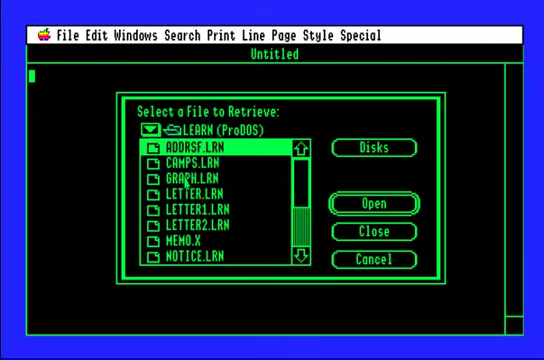 File Edit Windows Search Print Line Page Style Special
Untitled
Select a File to Retrieve:
LEARN (ProDOS)
ADDRSF.LRN
Disks
CAMPS.LRN
GRAPH.LRN
LETTER.LRN
Open
LETTER1.LRN
LETTER2.LRN
Close
MEMO.X
NOTICE.LRN
Cancel